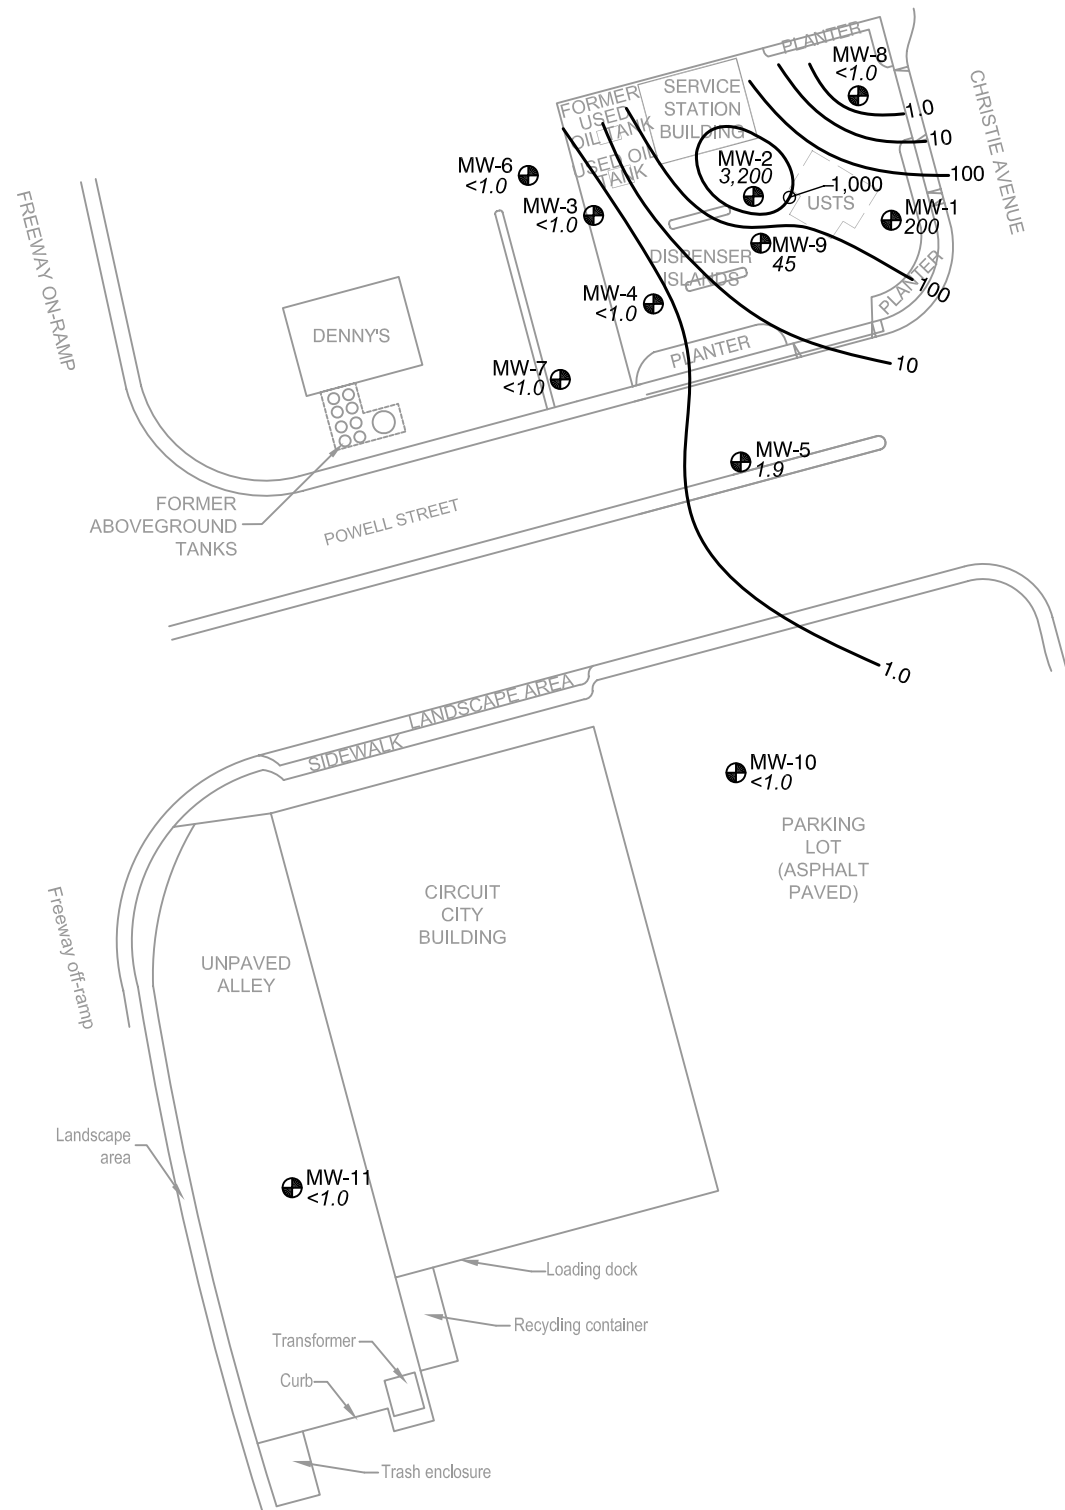 PLANTER
MW-8
<1.0
CHRISTIE AVENUE
FORMER
USED
OIL TANK
SERVICE
STATION
BUILDING
1.0
10
100
USED OIL
TANK
MW-2
3,200
1,000
USTS
MW-1
200
MW-6
<1.0
MW-3
<1.0
MW-9
45
DISPENSER
ISLANDS
PLANTER
100
MW-4
<1.0
PLANTER
10
FREEWAY ON-RAMP
DENNY'S
MW-7
<1.0
MW-5
1.9
FORMER
ABOVEGROUND
TANKS
POWELL STREET
1.0
LANDSCAPE AREA
SIDEWALK
MW-10
<1.0
PARKING
LOT
(ASPHALT
PAVED)
CIRCUIT
CITY
BUILDING
Freeway off-ramp
UNPAVED
ALLEY
Landscape
area
MW-11
<1.0
Loading dock
Recycling container
Transformer
Curb
Trash enclosure